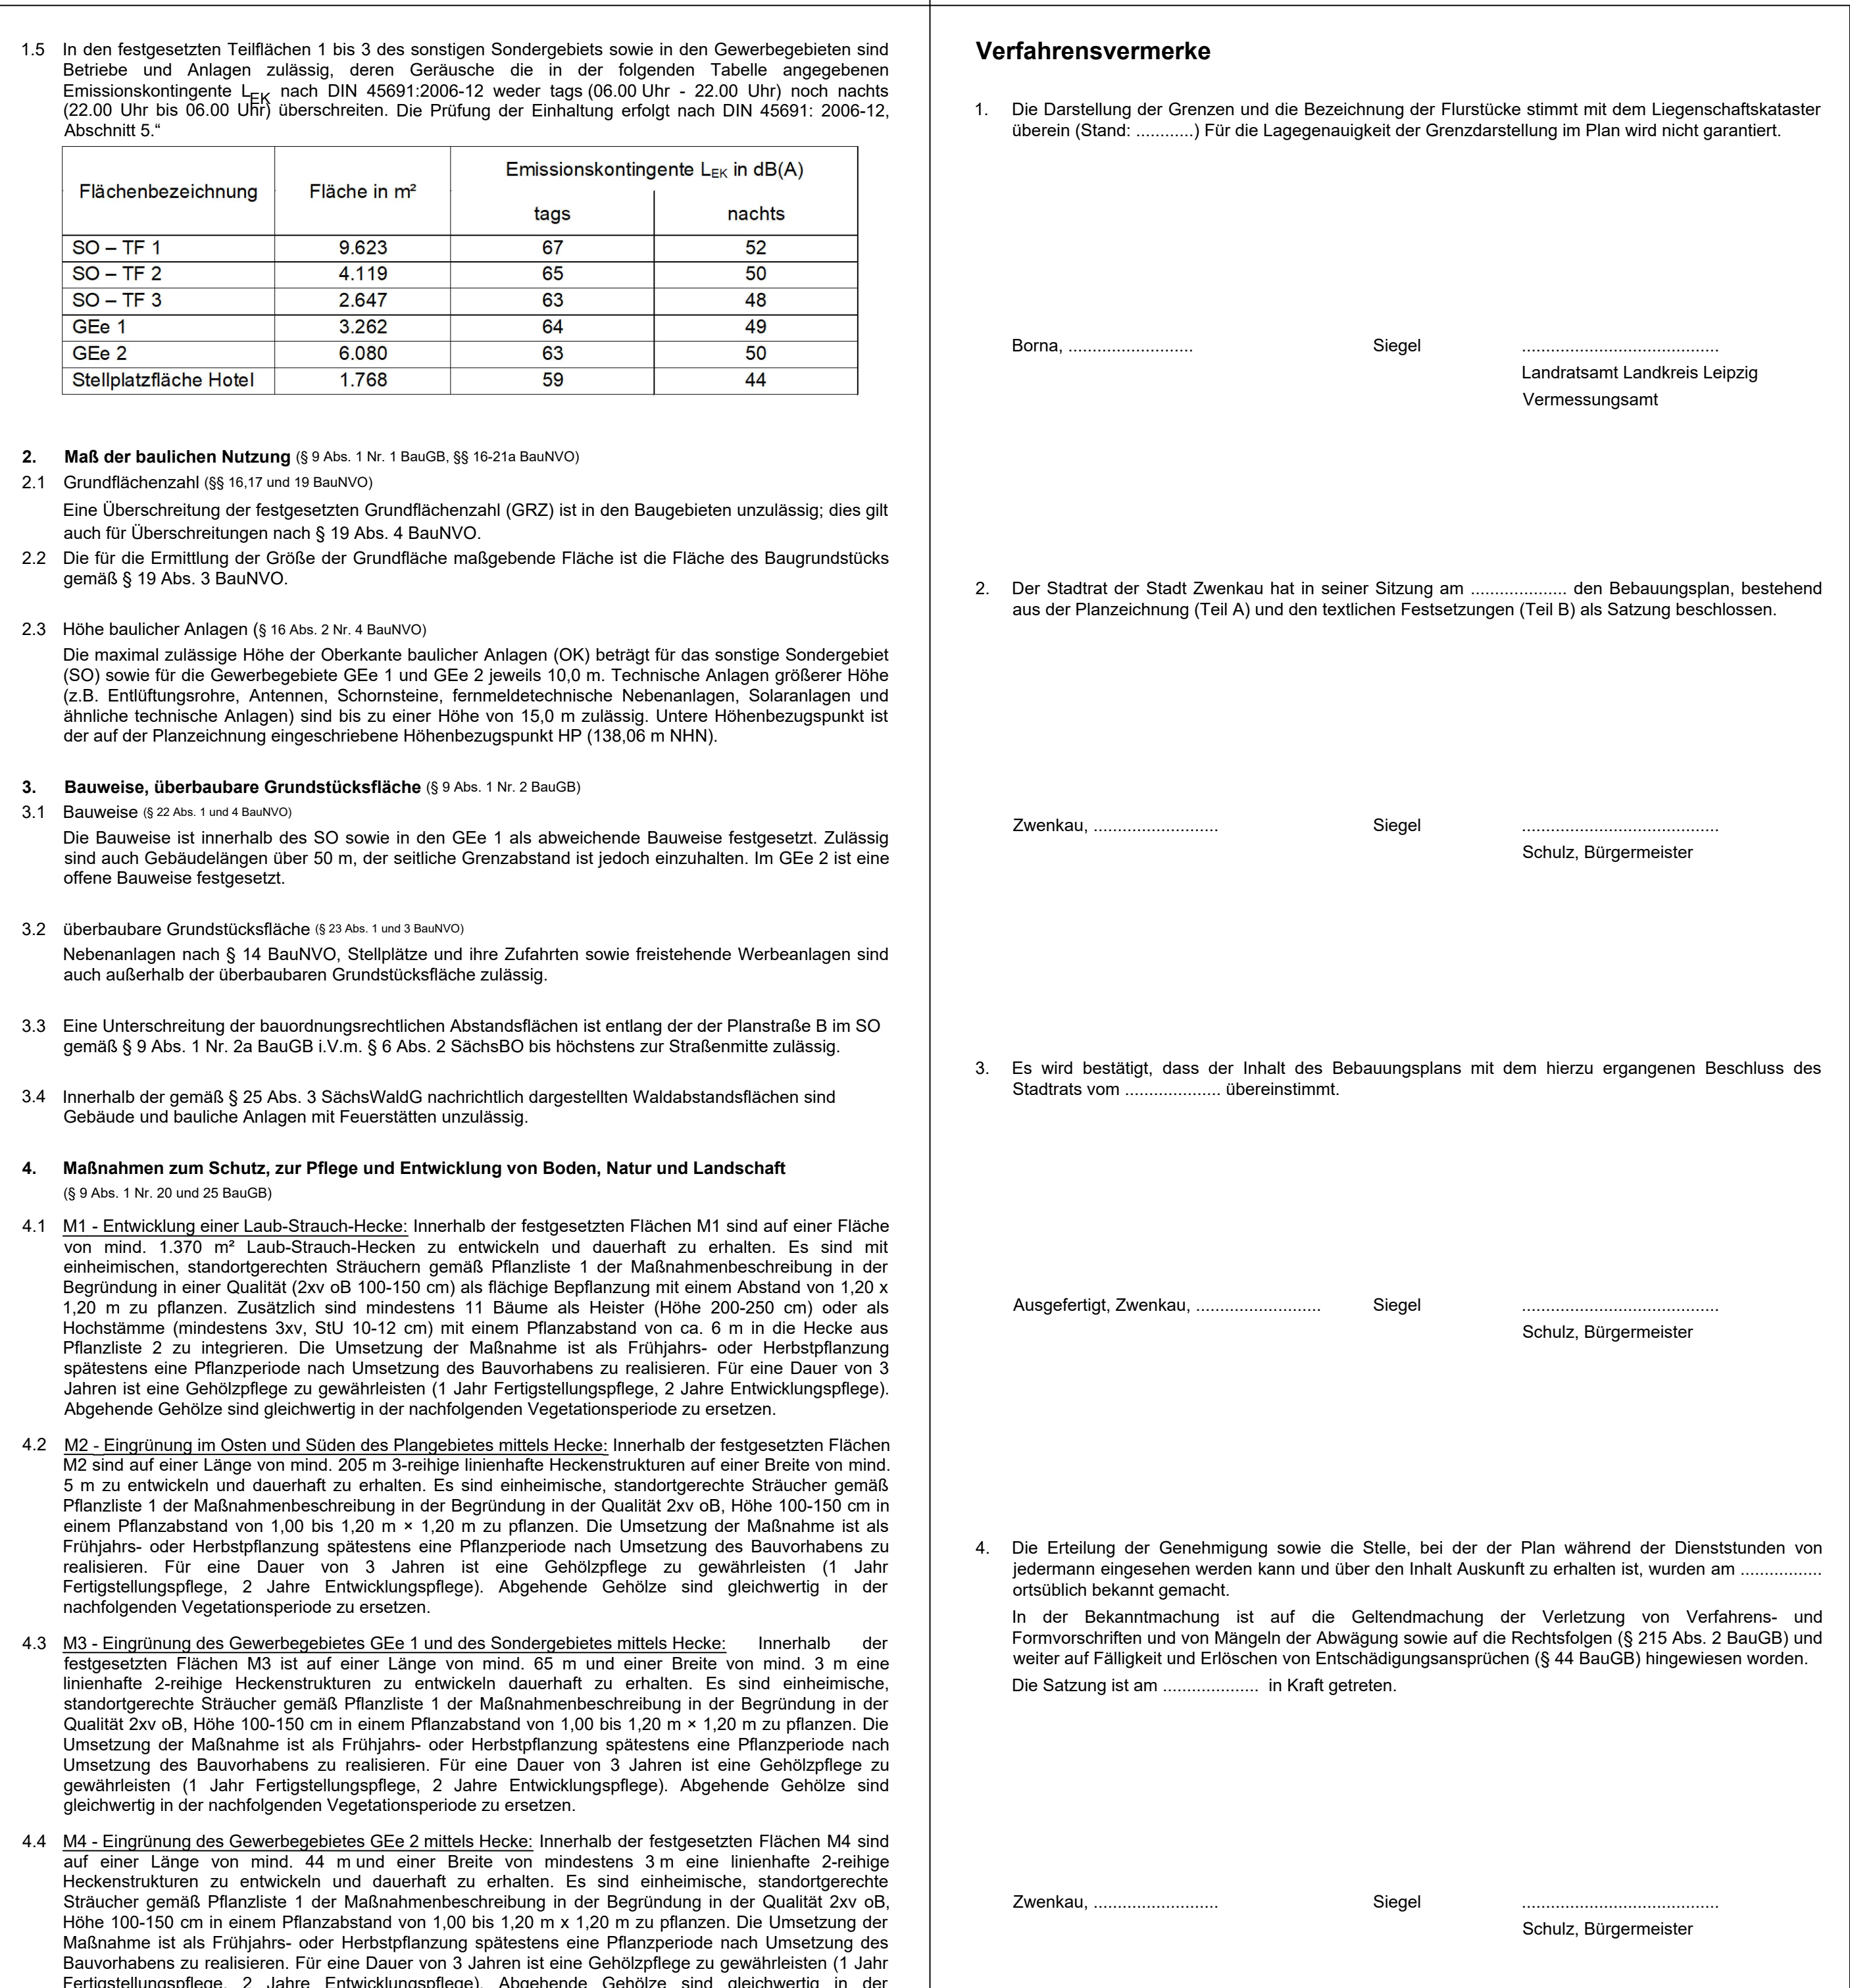 1.5 In den festgesetzten Teilflächen 1 bis 3 des sonstigen Sondergebiets sowie in den Gewerbegebieten sind
Betriebe und Anlagen zulässig, deren Geräusche die in der folgenden Tabelle angegebenen
Emissionskontingente LEK nach DIN 45691:2006-12 weder tags (06.00 Uhr - 22.00 Uhr) noch nachts
(22.00 Uhr bis 06.00 Uhr) überschreiten. Die Prüfung der Einhaltung erfolgt nach DIN 45691: 2006-12,
Abschnitt 5.“
Flächenbezeichnung Fläche in m² Emissionskontingente LEK in dB(A)
tags nachts
SO – TF 1 9.623 67 52
SO – TF 2 4.119 65 50
SO – TF 3 2.647 63 48
GEe 1 3.262 64 49
GEe 2 6.080 63 50
Stellplatzfläche Hotel 1.768 59 44
2. Maß der baulichen Nutzung (§ 9 Abs. 1 Nr. 1 BauGB, §§ 16-21a BauNVO)
2.1 Grundflächenzahl (§§ 16,17 und 19 BauNVO)
Eine Überschreitung der festgesetzten Grundflächenzahl (GRZ) ist in den Baugebieten unzulässig; dies gilt
auch für Überschreitungen nach § 19 Abs. 4 BauNVO.
2.2 Die für die Ermittlung der Größe der Grundfläche maßgebende Fläche ist die Fläche des Baugrundstücks
gemäß § 19 Abs. 3 BauNVO.
2.3 Höhe baulicher Anlagen (§ 16 Abs. 2 Nr. 4 BauNVO)
Die maximal zulässige Höhe der Oberkante baulicher Anlagen (OK) beträgt für das sonstige Sondergebiet
(SO) sowie für die Gewerbegebiete GEe 1 und GEe 2 jeweils 10,0 m. Technische Anlagen größerer Höhe
(z.B. Entlüftungsrohre, Antennen, Schornsteine, fernmeldetechnische Nebenanlagen, Solaranlagen und
ähnliche technische Anlagen) sind bis zu einer Höhe von 15,0 m zulässig. Untere Höhenbezugspunkt ist
der auf der Planzeichnung eingeschriebene Höhenbezugspunkt HP (138,06 m NHN).
3. Bauweise, überbaubare Grundstücksfläche (§ 9 Abs. 1 Nr. 2 BauGB)
3.1 Bauweise (§ 22 Abs. 1 und 4 BauNVO)
Die Bauweise ist innerhalb des SO sowie in den GEe 1 als abweichende Bauweise festgesetzt. Zulässig
sind auch Gebäudelängen über 50 m, der seitliche Grenzabstand ist jedoch einzuhalten. Im GEe 2 ist eine
offene Bauweise festgesetzt.
3.2 überbaubare Grundstücksfläche (§ 23 Abs. 1 und 3 BauNVO)
Nebenanlagen nach § 14 BauNVO, Stellplätze und ihre Zufahrten sowie freistehende Werbeanlagen sind
auch außerhalb der überbaubaren Grundstücksfläche zulässig.
3.3 Eine Unterschreitung der bauordnungsrechtlichen Abstandsflächen ist entlang der der Planstraße B im SO
gemäß § 9 Abs. 1 Nr. 2a BauGB i.V.m. § 6 Abs. 2 SächsBO bis höchstens zur Straßenmitte zulässig.
3.4 Innerhalb der gemäß § 25 Abs. 3 SächsWaldG nachrichtlich dargestellten Waldabstandsflächen sind
Gebäude und bauliche Anlagen mit Feuerstätten unzulässig.
4. Maßnahmen zum Schutz, zur Pflege und Entwicklung von Boden, Natur und Landschaft
(§ 9 Abs. 1 Nr. 20 und 25 BauGB)
4.1 M1 - Entwicklung einer Laub-Strauch-Hecke: Innerhalb der festgesetzten Flächen M1 sind auf einer Fläche
von mind. 1.370 m² Laub-Strauch-Hecken zu entwickeln und dauerhaft zu erhalten. Es sind mit
einheimischen, standortgerechten Sträuchern gemäß Pflanzliste 1 der Maßnahmenbeschreibung in der
Begründung in einer Qualität (2xv oB 100-150 cm) als flächige Bepflanzung mit einem Abstand von 1,20 x
1,20 m zu pflanzen. Zusätzlich sind mindestens 11 Bäume als Heister (Höhe 200-250 cm) oder als
Hochstämme (mindestens 3xv, StU 10-12 cm) mit einem Pflanzabstand von ca. 6 m in die Hecke aus
Pflanzliste 2 zu integrieren. Die Umsetzung der Maßnahme ist als Frühjahrs- oder Herbstpflanzung
spätestens eine Pflanzperiode nach Umsetzung des Bauvorhabens zu realisieren. Für eine Dauer von 3
Jahren ist eine Gehölzpflege zu gewährleisten (1 Jahr Fertigstellungspflege, 2 Jahre Entwicklungspflege).
Abgehende Gehölze sind gleichwertig in der nachfolgenden Vegetationsperiode zu ersetzen.
4.2 M2 - Eingrünung im Osten und Süden des Plangebietes mittels Hecke: Innerhalb der festgesetzten Flächen
M2 sind auf einer Länge von mind. 205 m 3-reihige linienhafte Heckenstrukturen auf einer Breite von mind.
5 m zu entwickeln und dauerhaft zu erhalten. Es sind einheimische, standortgerechte Sträucher gemäß
Pflanzliste 1 der Maßnahmenbeschreibung in der Begründung in der Qualität 2xv oB, Höhe 100-150 cm in
einem Pflanzabstand von 1,00 bis 1,20 m × 1,20 m zu pflanzen. Die Umsetzung der Maßnahme ist als
Frühjahrs- oder Herbstpflanzung spätestens eine Pflanzperiode nach Umsetzung des Bauvorhabens zu
realisieren. Für eine Dauer von 3 Jahren ist eine Gehölzpflege zu gewährleisten (1 Jahr
Fertigstellungspflege, 2 Jahre Entwicklungspflege). Abgehende Gehölze sind gleichwertig in der
nachfolgenden Vegetationsperiode zu ersetzen.
4.3 M3 - Eingrünung des Gewerbegebietes GEe 1 und des Sondergebietes mittels Hecke: Innerhalb der
festgesetzten Flächen M3 ist auf einer Länge von mind. 65 m und einer Breite von mind. 3 m eine
linienhafte 2-reihige Heckenstrukturen zu entwickeln dauerhaft zu erhalten. Es sind einheimische,
standortgerechte Sträucher gemäß Pflanzliste 1 der Maßnahmenbeschreibung in der Begründung in der
Qualität 2xv oB, Höhe 100-150 cm in einem Pflanzabstand von 1,00 bis 1,20 m × 1,20 m zu pflanzen. Die
Umsetzung der Maßnahme ist als Frühjahrs- oder Herbstpflanzung spätestens eine Pflanzperiode nach
Umsetzung des Bauvorhabens zu realisieren. Für eine Dauer von 3 Jahren ist eine Gehölzpflege zu
gewährleisten (1 Jahr Fertigstellungspflege, 2 Jahre Entwicklungspflege). Abgehende Gehölze sind
gleichwertig in der nachfolgenden Vegetationsperiode zu ersetzen.
4.4 M4 - Eingrünung des Gewerbegebietes GEe 2 mittels Hecke: Innerhalb der festgesetzten Flächen M4 sind
auf einer Länge von mind. 44 m und einer Breite von mindestens 3 m eine linienhafte 2-reihige
Heckenstrukturen zu entwickeln und dauerhaft zu erhalten. Es sind einheimische, standortgerechte
Sträucher gemäß Pflanzliste 1 der Maßnahmenbeschreibung in der Begründung in der Qualität 2xv oB,
Höhe 100-150 cm in einem Pflanzabstand von 1,00 bis 1,20 m x 1,20 m zu pflanzen. Die Umsetzung der
Maßnahme ist als Frühjahrs- oder Herbstpflanzung spätestens eine Pflanzperiode nach Umsetzung des
Bauvorhabens zu realisieren. Für eine Dauer von 3 Jahren ist eine Gehölzpflege zu gewährleisten (1 Jahr
Fertigstellungspflege, 2 Jahre Entwicklungspflege). Abgehende Gehölze sind gleichwertig in der
Verfahrensvermerke
1. Die Darstellung der Grenzen und die Bezeichnung der Flurstücke stimmt mit dem Liegenschaftskataster
überein (Stand: ............) Für die Lagegenauigkeit der Grenzdarstellung im Plan wird nicht garantiert.
Borna, .......................... Siegel .........................................
Landratsamt Landkreis Leipzig
Vermessungsamt
2. Der Stadtrat der Stadt Zwenkau hat in seiner Sitzung am .................... den Bebauungsplan, bestehend
aus der Planzeichnung (Teil A) und den textlichen Festsetzungen (Teil B) als Satzung beschlossen.
Zwenkau, .......................... Siegel .........................................
Schulz, Bürgermeister
3. Es wird bestätigt, dass der Inhalt des Bebauungsplans mit dem hierzu ergangenen Beschluss des
Stadtrats vom .................... übereinstimmt.
Ausgefertigt, Zwenkau, .......................... Siegel .........................................
Schulz, Bürgermeister
4. Die Erteilung der Genehmigung sowie die Stelle, bei der der Plan während der Dienststunden von
jedermann eingesehen werden kann und über den Inhalt Auskunft zu erhalten ist, wurden am .................
ortsüblich bekannt gemacht.
In der Bekanntmachung ist auf die Geltendmachung der Verletzung von Verfahrens- und
Formvorschriften und von Mängeln der Abwägung sowie auf die Rechtsfolgen (§ 215 Abs. 2 BauGB) und
weiter auf Fälligkeit und Erlöschen von Entschädigungsansprüchen (§ 44 BauGB) hingewiesen worden.
Die Satzung ist am .................... in Kraft getreten.
Zwenkau, .......................... Siegel .........................................
Schulz, Bürgermeister